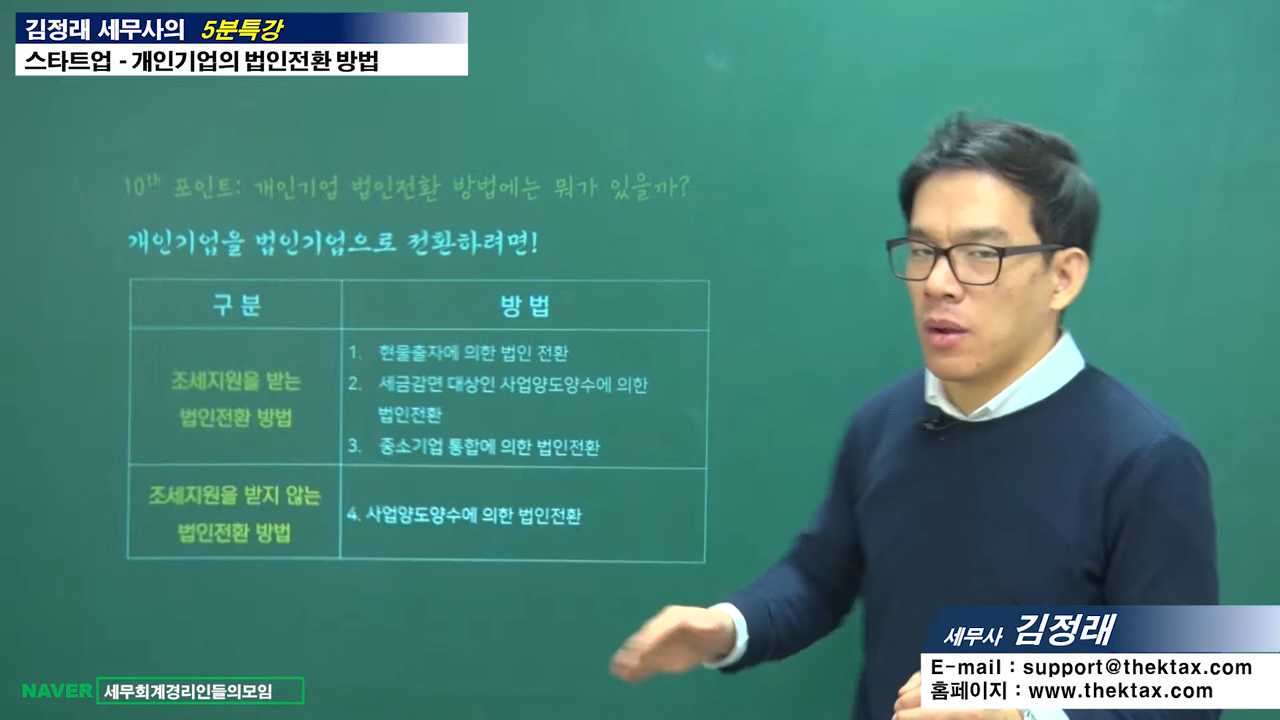 김정래 세무사의 5분특강
스타트업 - 개인기업의 법인전환 방법
10th 포인트: 개인기업 법인전환 방법에는 뭐가 있을까?
개인기업을 법인기업으로 전환하려면!
구 분
방 법
조세지원을 받는
법인전환 방법
1. 현물출자에 의한 법인 전환
2. 세금감면 대상인 사업양도양수에 의한
법인전환
3. 중소기업 통합에 의한 법인전환
조세지원을 받지 않는
법인전환 방법
4. 사업양도양수에 의한 법인전환
세무사 김정래
E-mail : support@thektax.com
홈페이지 : www.thektax.com
NAVER 세무회계경리인들의모임